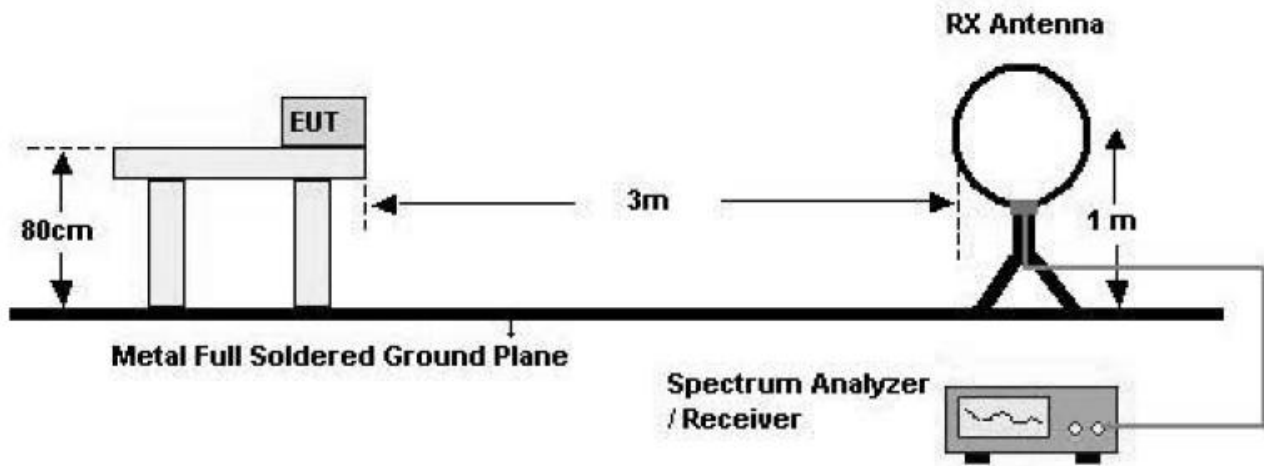 RX Antenna
EUT
3m
80cm
1 m
Metal Full Soldered Ground Plane
Spectrum Analyzer
/ Receiver